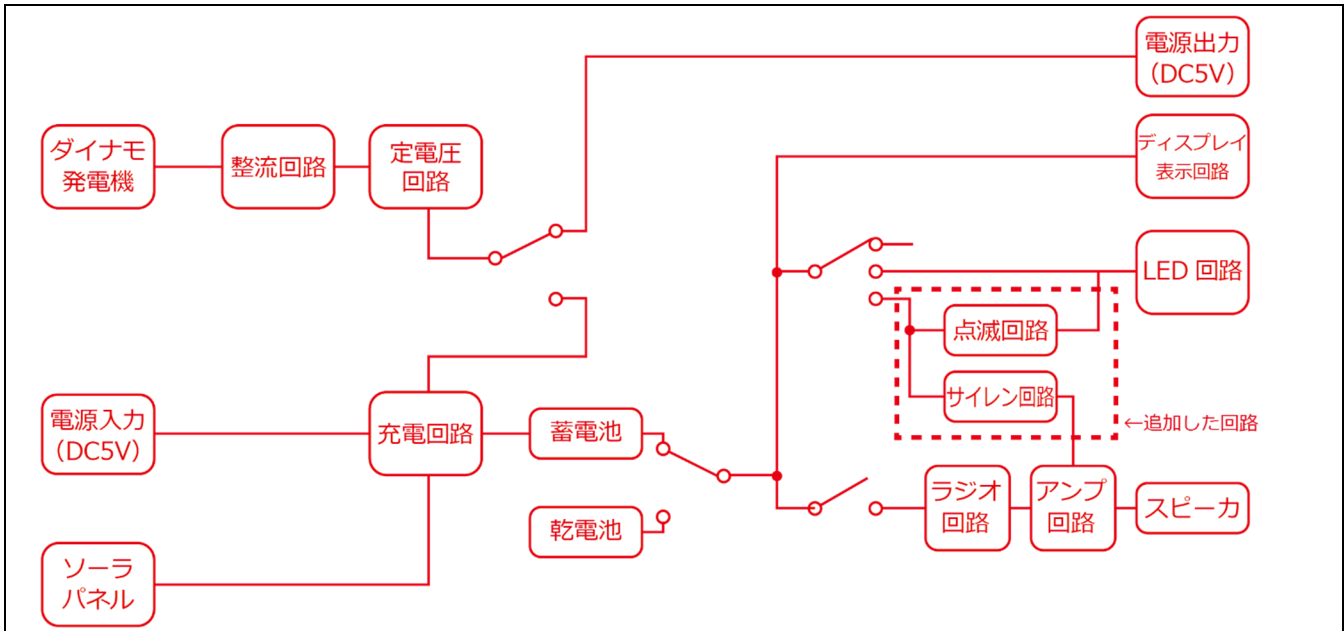 電源出力
(DC5V)
ディスプレイ
表示回路
ダイナモ
発電機
整流回路
定電圧
回路
LED 回路
点滅回路
サイレン回路
←追加した回路
電源入力
(DC5V)
充電回路
蓄電池
乾電池
ラジオ
回路
アンプ
回路
スピーカ
ソーラ
パネル